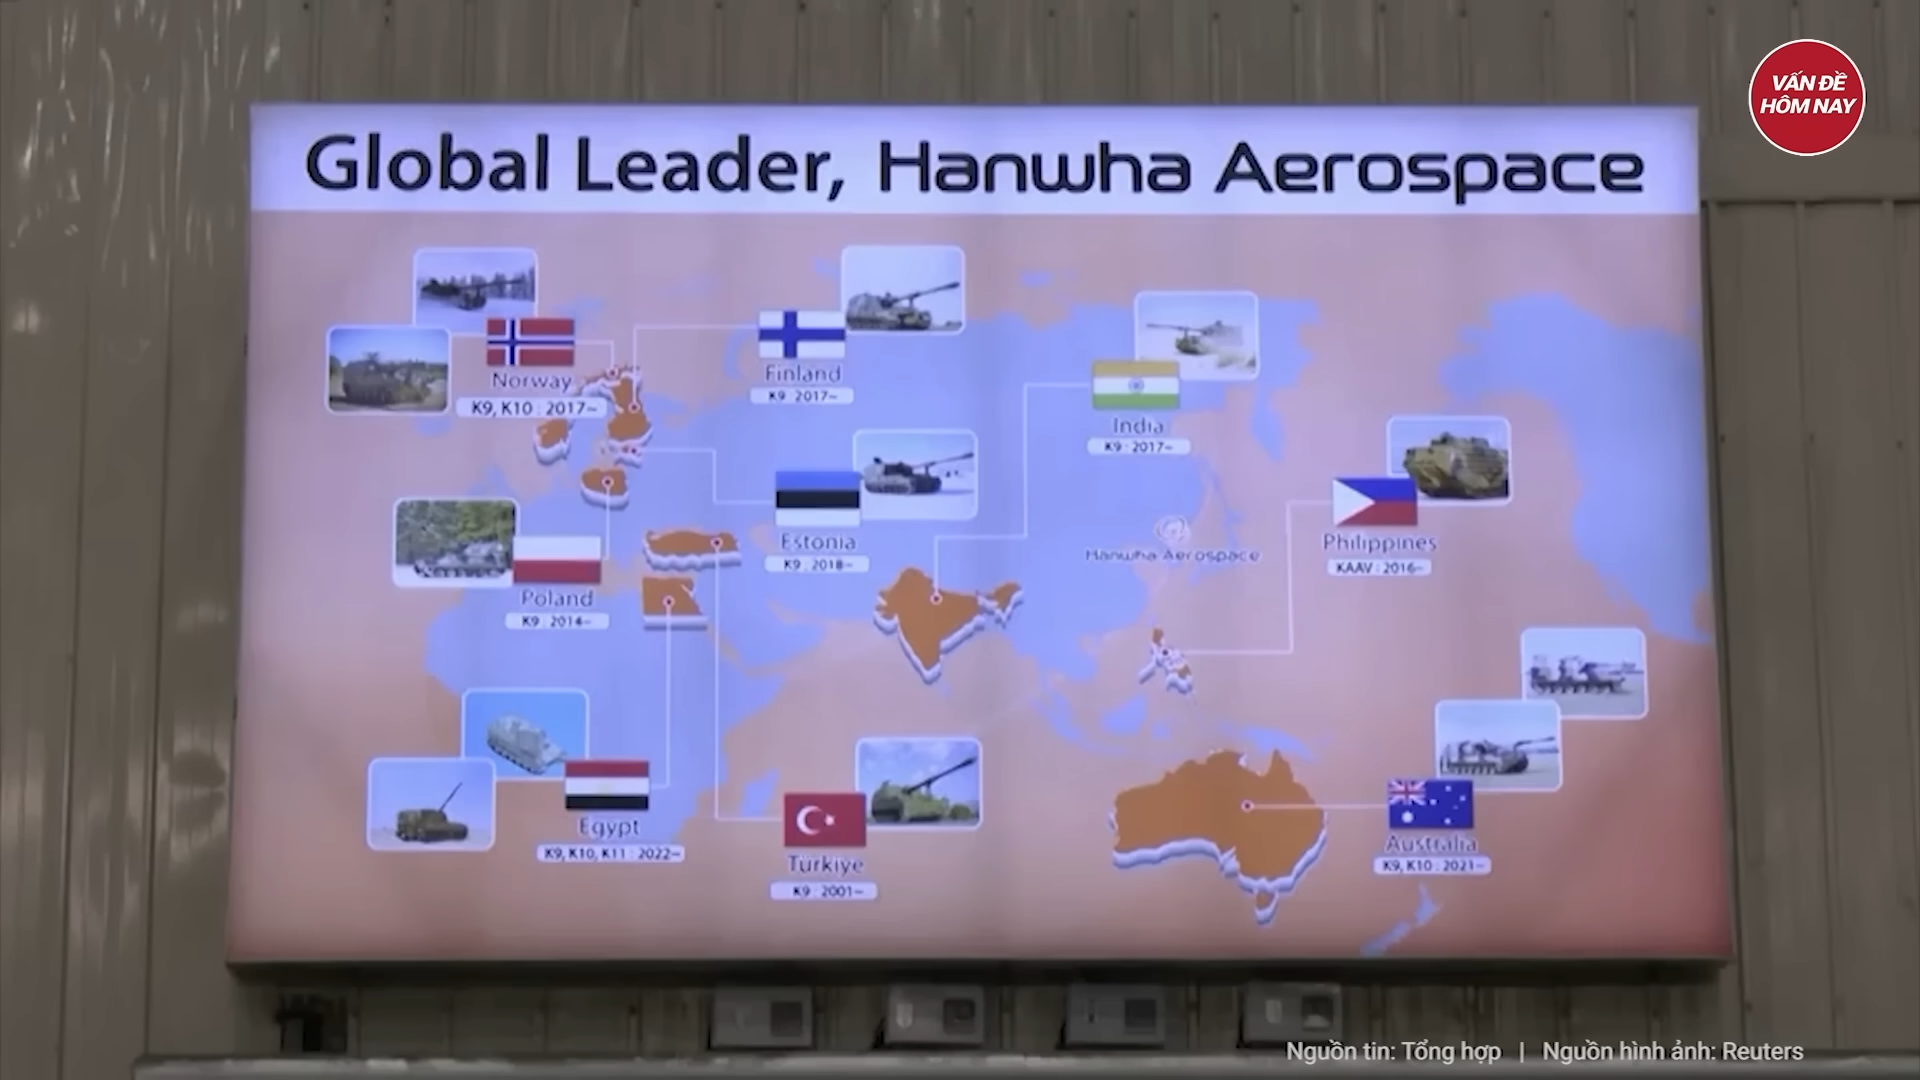 VẤN ĐỀ
HÔM NAY
Global Leader, Hanwha Aerospace
Norway
K9, K10 : 2017~
Finland
K9 : 2017~
India
K9 : 2017~
Estonia
K9 : 2018~
Philippines
KAAV : 2016~
Hanwha Aerospace
Poland
K9 : 2014~
Egypt
K9, K10, K11 : 2022~
Türkiye
K9 : 2001~
Australia
K9, K10 : 2021~
Nguồn tin: Tổng hợp | Nguồn hình ảnh: Reuters